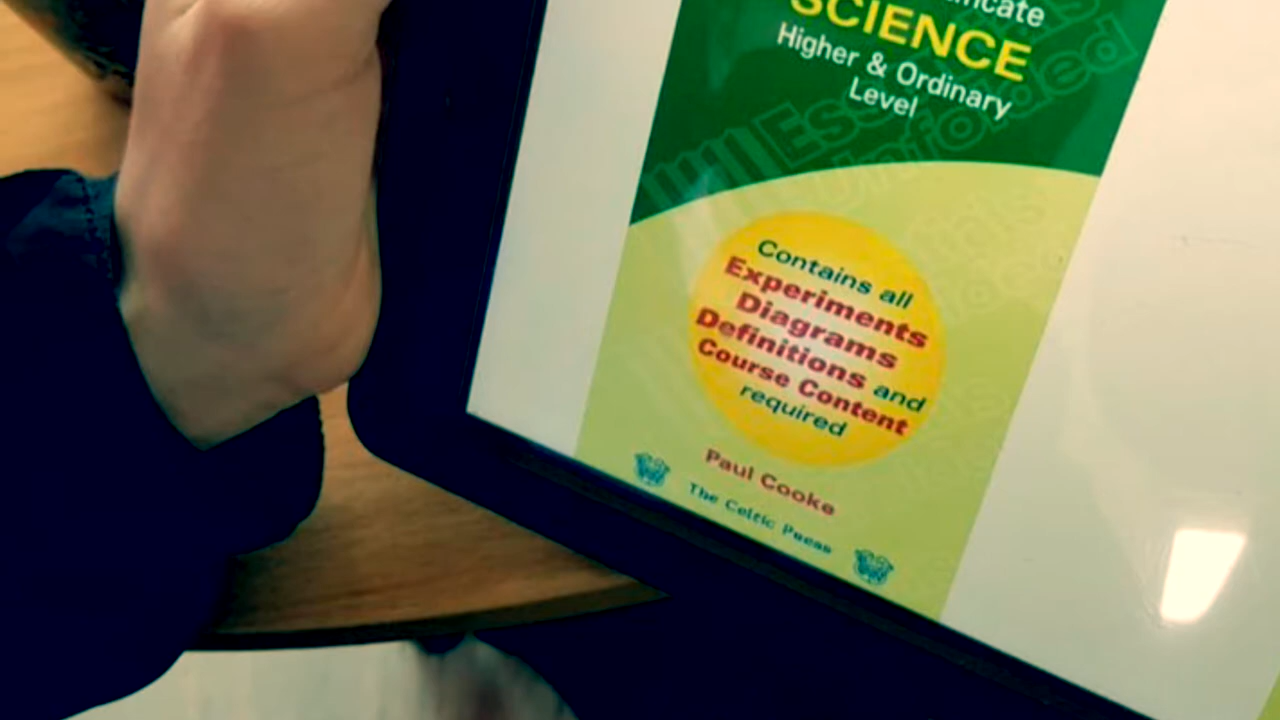 SCIENCE
Higher & Ordinary
Level
Contains all
Experiments
Diagrams
Definitions and
Course Content
required
Paul Cooke
The Celtic Press